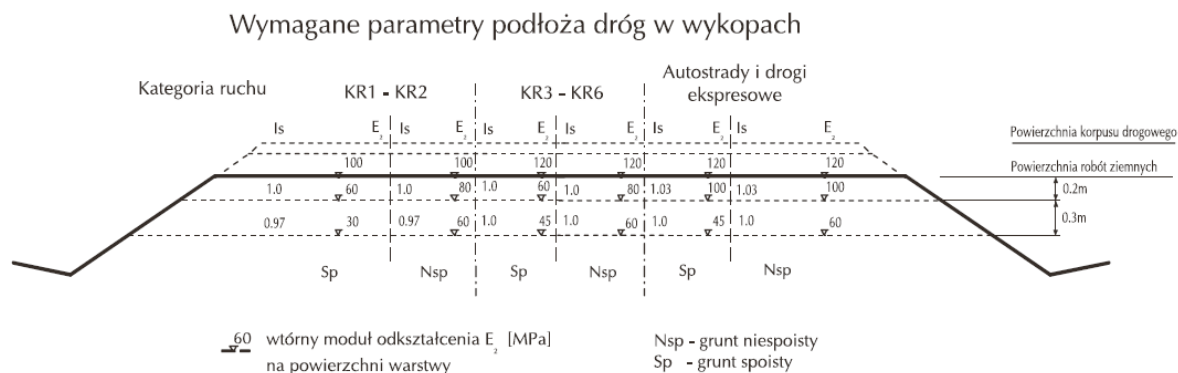 Wymagane parametry podłoża dróg w wykopach
Kategoria ruchu KR1 - KR2 KR3 - KR6 Autostrady i drogi
ekspresowe
Is E₂ Is E₂ Is E₂ Is E₂ Is E₂ Is E₂
Powierzchnia korpusu drogowego
100 100 120 120 120 120
Powierzchnia robót ziemnych
1.0 60 1.0 80 1.0 60 1.0 80 1.03 100 1.03 100 0.2m
0.97 30 0.97 60 1.0 45 1.0 60 1.0 45 1.0 60 0.3m
Sp Nsp Sp Nsp Sp Nsp
60 wtórny moduł odkształcenia E₂ [MPa]
na powierzchni warstwy
Nsp - grunt niespoisty
Sp - grunt spoisty